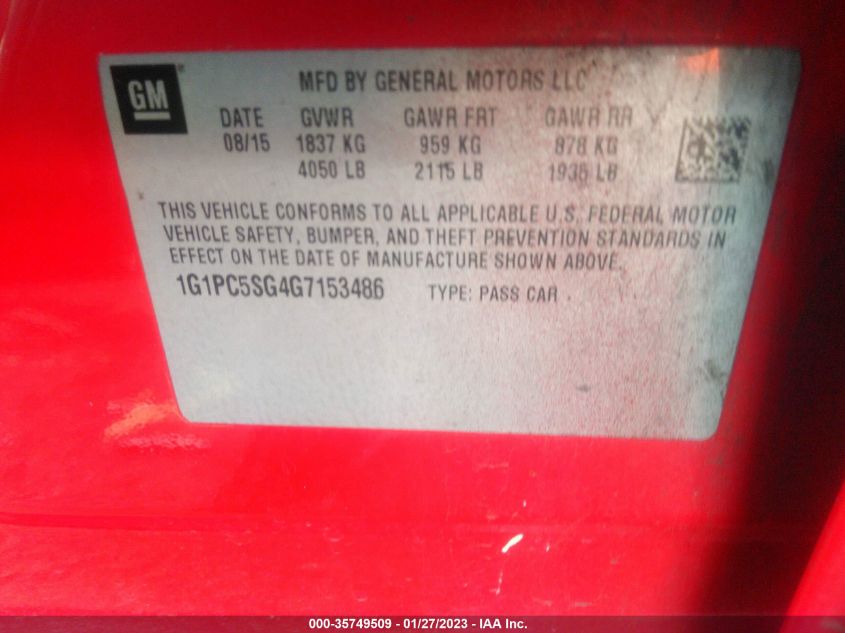 GM
MFD BY GENERAL MOTORS LLC
DATE GVWR GAWR FRT GAWR RR
08/15 1837 KG 959 KG 878 KG
4050 LB 2115 LB 1935 LB
THIS VEHICLE CONFORMS TO ALL APPLICABLE U.S. FEDERAL MOTOR
VEHICLE SAFETY, BUMPER, AND THEFT PREVENTION STANDARDS IN
EFFECT ON THE DATE OF MANUFACTURE SHOWN ABOVE.
1G1PC5SG4G7153486 TYPE: PASS CAR
000-35749509 - 01/27/2023 - IAA Inc.